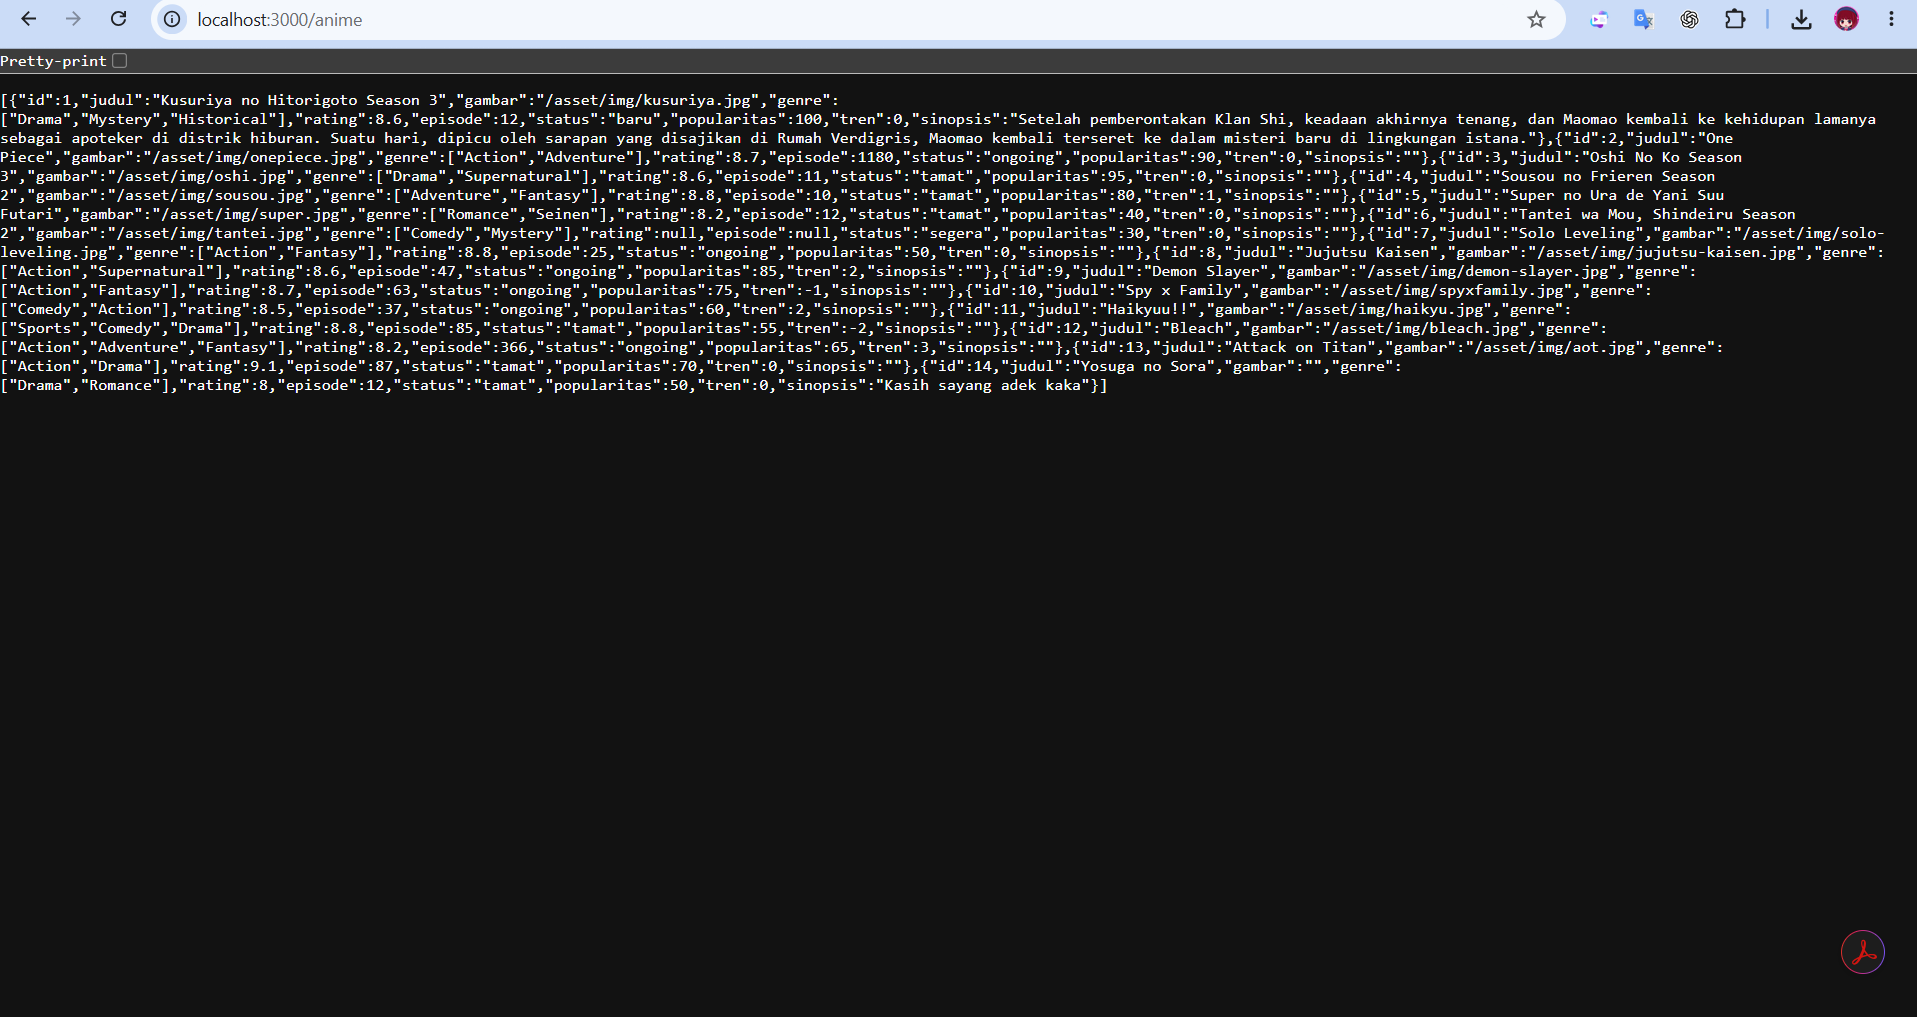 localhost:3000/anime
Pretty-print
[{"id":1,"judul":"Kusuriya no Hitorigoto Season 3","gambar":"/asset/img/kusuriya.jpg","genre":
["Drama","Mystery","Historical"],"rating":8.6,"episode":12,"status":"baru","popularitas":100,"tren":0,"sinopsis":"Setelah pemberontakan Klan Shi, keadaan akhirnya tenang, dan Maomao kembali ke kehidupan lamanya
sebagai apoteker di distrik hiburan. Suatu hari, dipicu oleh sarapan yang disajikan di Rumah Verdigris, Maomao kembali terseret ke dalam misteri baru di lingkungan istana."},{"id":2,"judul":"One
Piece","gambar":"/asset/img/onepiece.jpg","genre":["Action","Adventure"],"rating":8.7,"episode":1180,"status":"ongoing","popularitas":90,"tren":0,"sinopsis":""},{"id":3,"judul":"Oshi No Ko Season
3","gambar":"/asset/img/oshi.jpg","genre":["Drama","Supernatural"],"rating":8.6,"episode":11,"status":"tamat","popularitas":95,"tren":0,"sinopsis":""},{"id":4,"judul":"Sousou no Frieren Season
2","gambar":"/asset/img/sousou.jpg","genre":["Adventure","Fantasy"],"rating":8.8,"episode":10,"status":"tamat","popularitas":80,"tren":1,"sinopsis":""},{"id":5,"judul":"Super no Ura de Yani Suu
Futari","gambar":"/asset/img/super.jpg","genre":["Romance","Seinen"],"rating":8.2,"episode":12,"status":"tamat","popularitas":40,"tren":0,"sinopsis":""},{"id":6,"judul":"Tantei wa Mou, Shindeiru Season
2","gambar":"/asset/img/tantei.jpg","genre":["Comedy","Mystery"],"rating":null,"episode":null,"status":"segera","popularitas":30,"tren":0,"sinopsis":""},{"id":7,"judul":"Solo Leveling","gambar":"/asset/img/solo-
leveling.jpg","genre":["Action","Fantasy"],"rating":8.8,"episode":25,"status":"ongoing","popularitas":50,"tren":0,"sinopsis":""},{"id":8,"judul":"Jujutsu Kaisen","gambar":"/asset/img/jujutsu-kaisen.jpg","genre":
["Action","Supernatural"],"rating":8.6,"episode":47,"status":"ongoing","popularitas":85,"tren":2,"sinopsis":""},{"id":9,"judul":"Demon Slayer","gambar":"/asset/img/demon-slayer.jpg","genre":
["Action","Fantasy"],"rating":8.7,"episode":63,"status":"ongoing","popularitas":75,"tren":-1,"sinopsis":""},{"id":10,"judul":"Spy x Family","gambar":"/asset/img/spyxfamily.jpg","genre":
["Comedy","Action"],"rating":8.5,"episode":37,"status":"ongoing","popularitas":60,"tren":2,"sinopsis":""},{"id":11,"judul":"Haikyuu!!","gambar":"/asset/img/haikyu.jpg","genre":
["Sports","Comedy","Drama"],"rating":8.8,"episode":85,"status":"tamat","popularitas":55,"tren":-2,"sinopsis":""},{"id":12,"judul":"Bleach","gambar":"/asset/img/bleach.jpg","genre":
["Action","Adventure","Fantasy"],"rating":8.2,"episode":366,"status":"ongoing","popularitas":65,"tren":3,"sinopsis":""},{"id":13,"judul":"Attack on Titan","gambar":"/asset/img/aot.jpg","genre":
["Action","Drama"],"rating":9.1,"episode":87,"status":"tamat","popularitas":70,"tren":0,"sinopsis":""},{"id":14,"judul":"Yosuga no Sora","gambar":"","genre":
["Drama","Romance"],"rating":8,"episode":12,"status":"tamat","popularitas":50,"tren":0,"sinopsis":"Kasih sayang adek kaka"}]